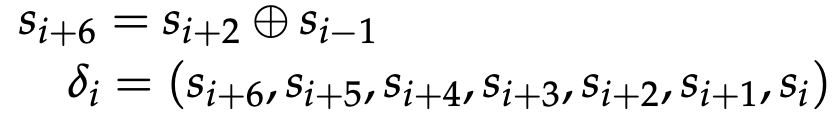 s_{i+6} = s_{i+2} ⊕ s_{i−1}
δ_i = (s_{i+6}, s_{i+5}, s_{i+4}, s_{i+3}, s_{i+2}, s_{i+1}, s_i)